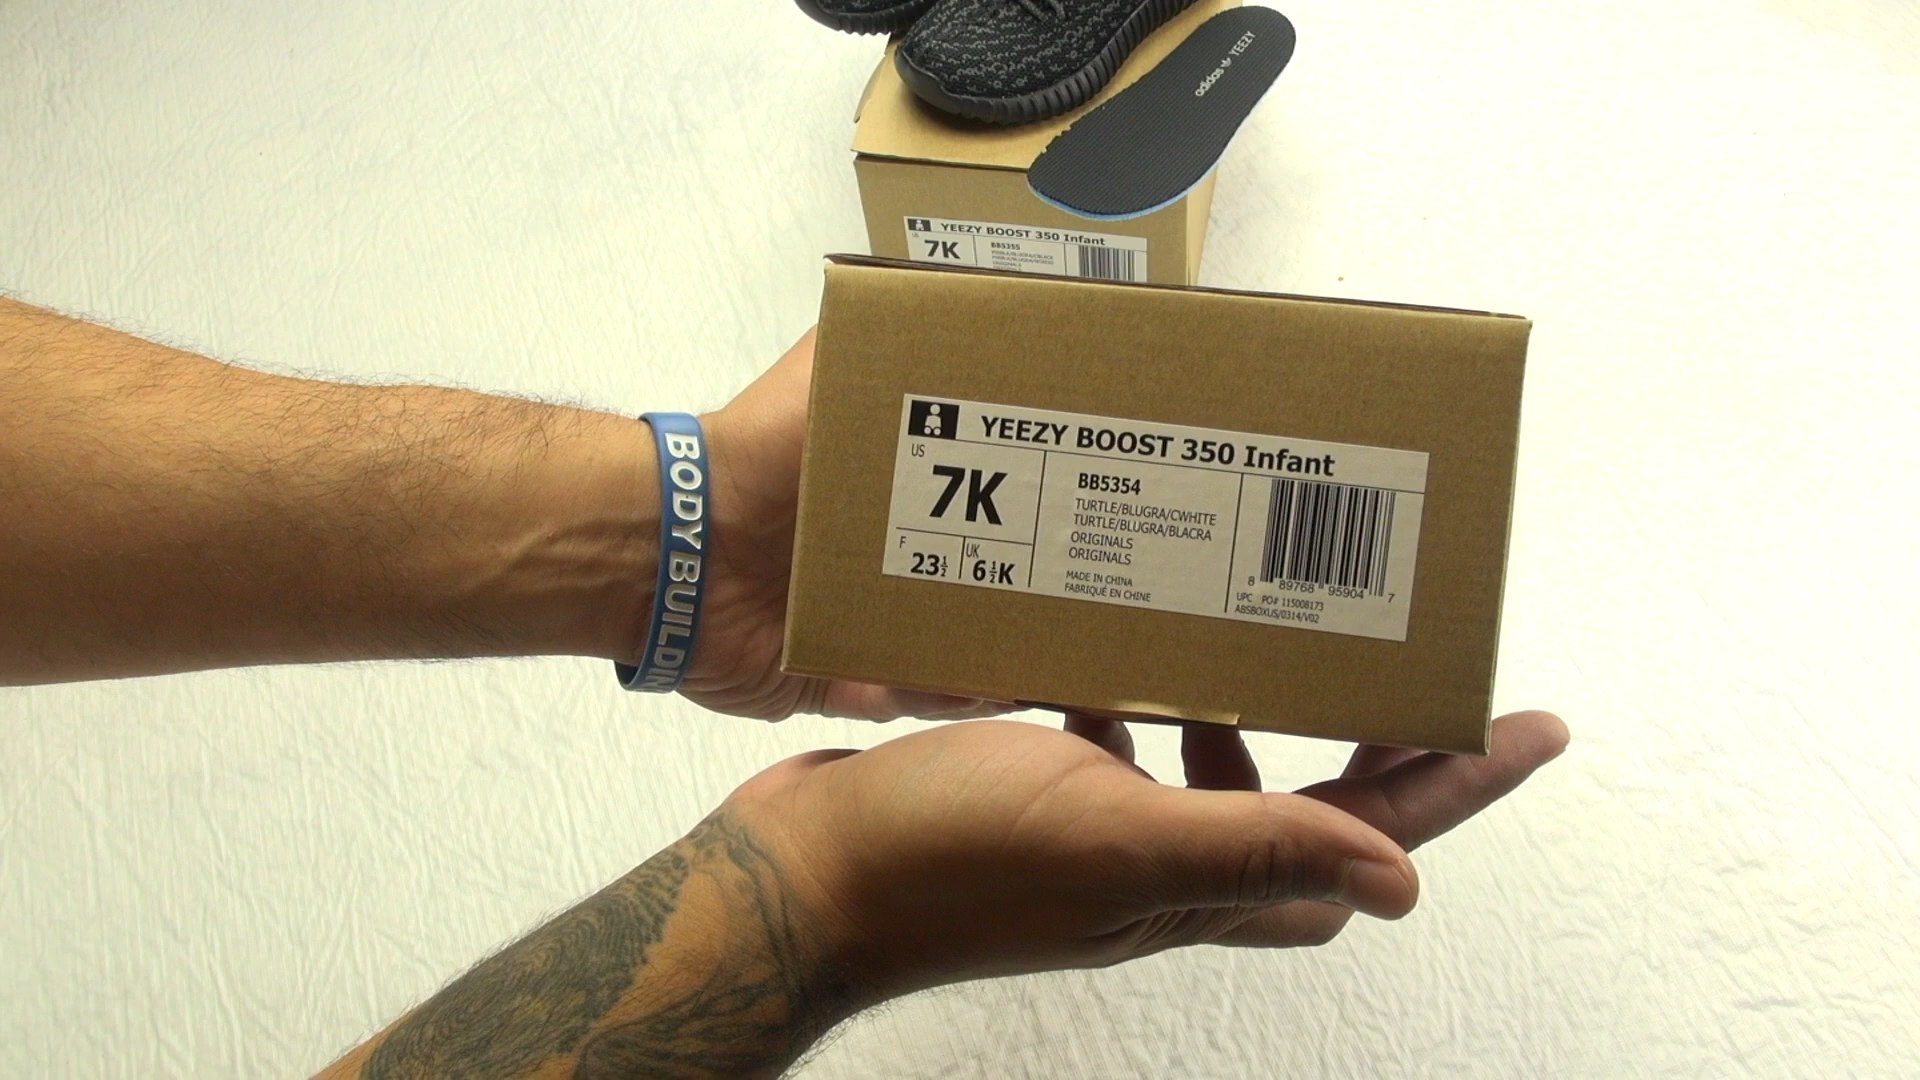 adidas YEEZY
YEEZY BOOST 350 Infant
US
7K
BB5355
YEEZY BOOST 350 Infant
US
7K
BB5354
TURTLE/BLUGRA/CWHITE
TURTLE/BLUGRA/BLACRA
ORIGINALS
ORIGINALS
MADE IN CHINA
FABRIQUÉ EN CHINE
F
23½
UK
6½K
8 89768 95904 7
UPC PO# 115008173
ABSBOXUS/0314/V02
BODYBUILDIN